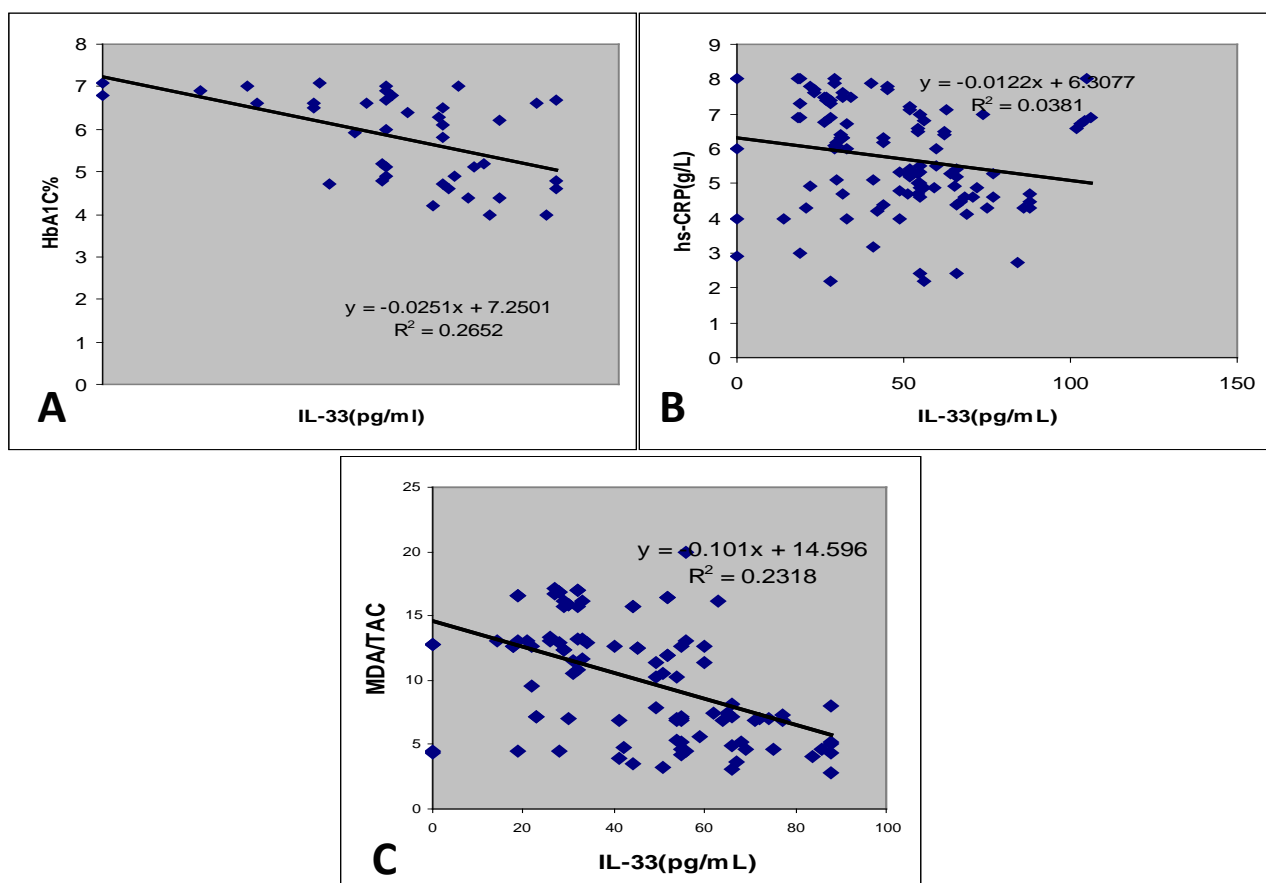 8
7
6
5
4
3
2
1
0
HbA1C%
y = -0.0251x + 7.2501
R² = 0.2652
IL-33(pg/ml)
A
9
8
7
6
5
4
3
2
1
0
hs-CRP(g/L)
y = -0.0122x + 6.3077
R² = 0.0381
0 50 100 150
IL-33(pg/mL)
B
25
20
15
10
5
0
MDA/TAC
y = -0.101x + 14.596
R² = 0.2318
0 20 40 60 80 100
IL-33(pg/mL)
C